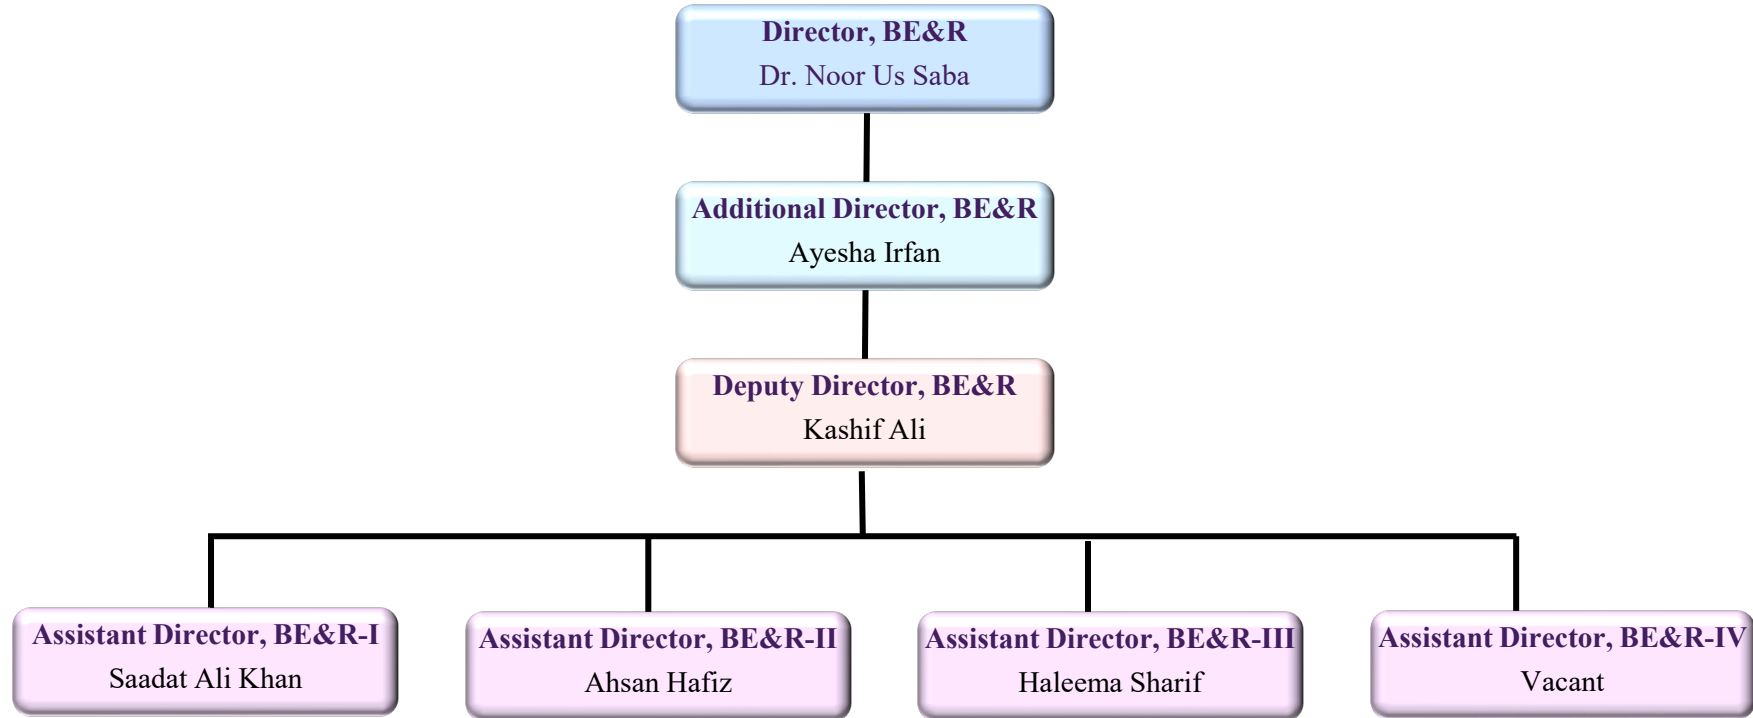 Director, BE&R
Dr. Noor Us Saba
Additional Director, BE&R
Ayesha Irfan
Deputy Director, BE&R
Kashif Ali
Assistant Director, BE&R-I
Saadat Ali Khan
Assistant Director, BE&R-II
Ahsan Hafiz
Assistant Director, BE&R-III
Haleema Sharif
Assistant Director, BE&R-IV
Vacant